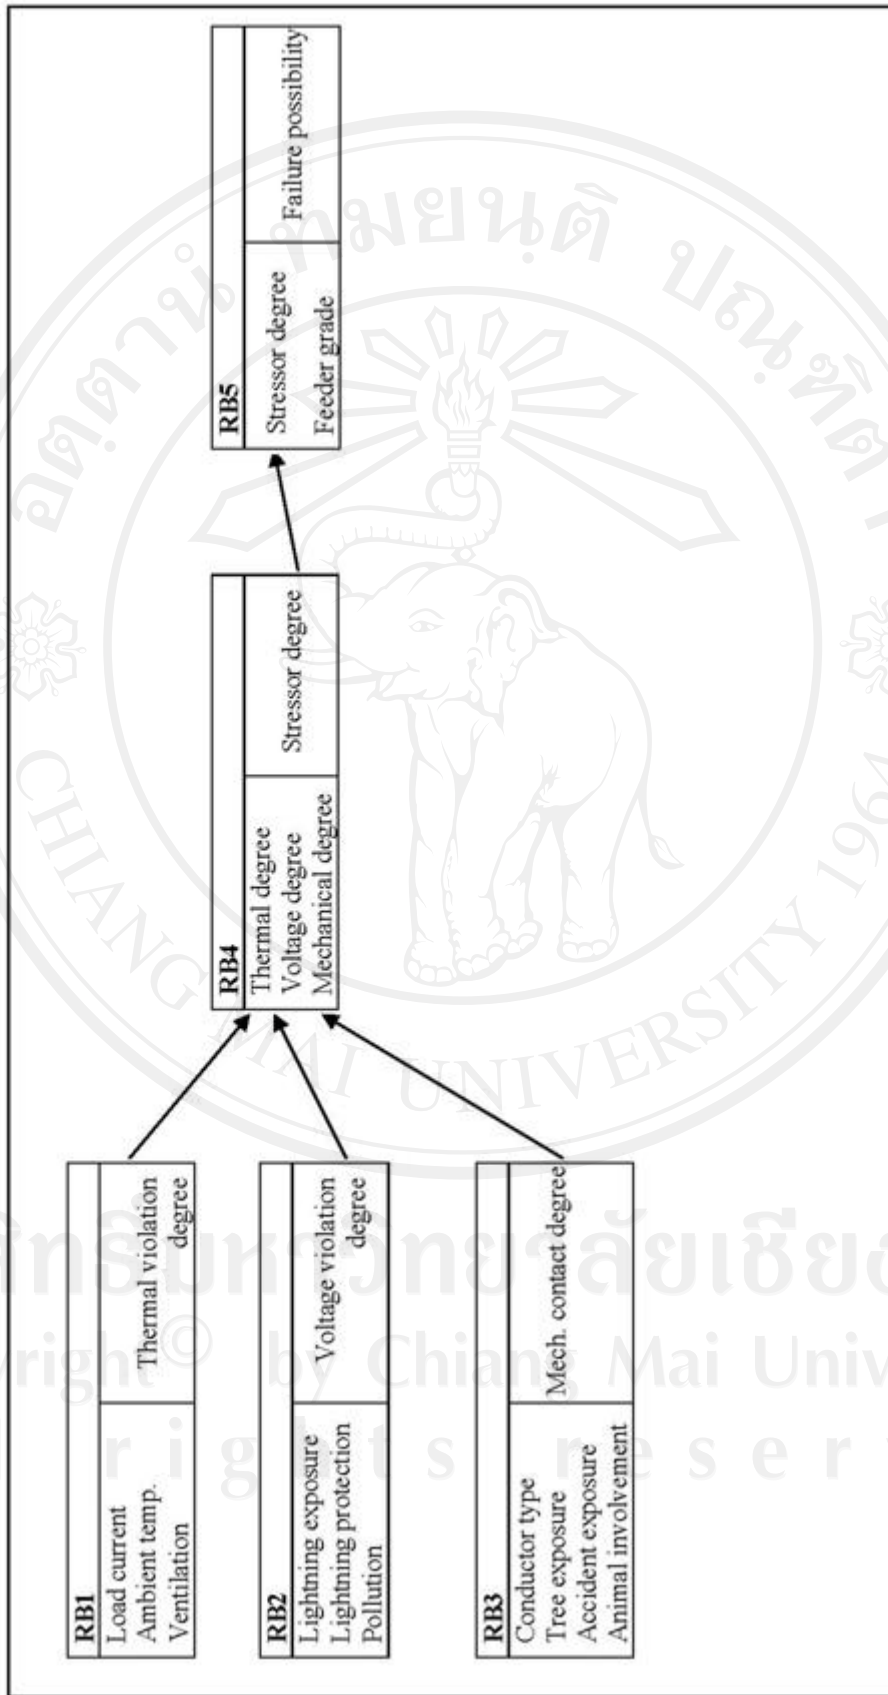 RB1
Load current
Ambient temp.
Ventilation
Thermal violation
degree
RB2
Lightning exposure
Lightning protection
Pollution
Voltage violation
degree
RB3
Conductor type
Tree exposure
Accident exposure
Animal involvement
Mech. contact degree
RB4
Thermal degree
Voltage degree
Mechanical degree
Stressor degree
RB5
Stressor degree
Feeder grade
Failure possibility
CHIANG MAI UNIVERSITY 1964
by Chiang Mai Univ